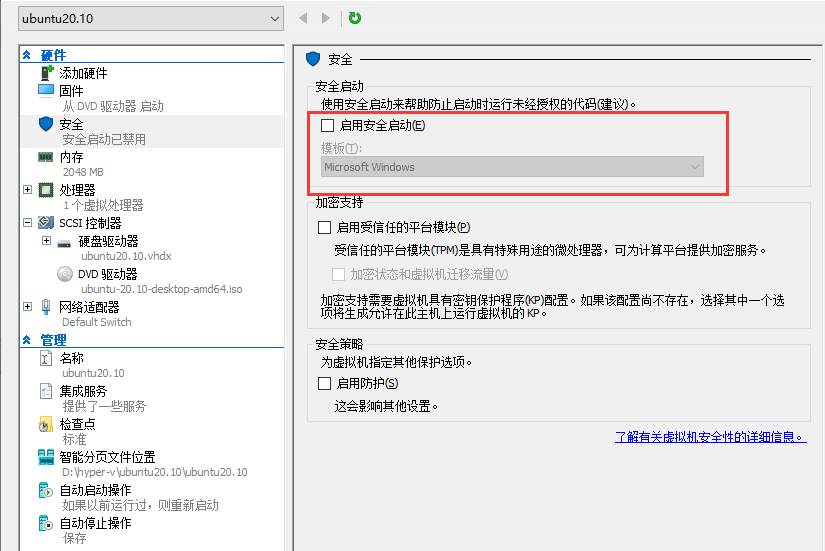 ubuntu20.10
硬件
添加硬件
固件
从 DVD 驱动器 启动
安全
安全启动已禁用
内存
2048 MB
处理器
1 个虚拟处理器
SCSI 控制器
硬盘驱动器
ubuntu20.10.vhdx
DVD 驱动器
ubuntu-20.10-desktop-amd64.iso
网络适配器
Default Switch
管理
名称
ubuntu20.10
集成服务
提供了一些服务
检查点
标准
智能分页文件位置
D:\hyper-v\ubuntu20.10\ubuntu20.10
自动启动操作
如果以前运行过，则重新启动
自动停止操作
保存
安全
安全启动
使用安全启动来帮助防止启动时运行未经授权的代码(建议)。
启用安全启动(E)
模板(T):
Microsoft Windows
加密支持
启用受信任的平台模块(P)
受信任的平台模块(TPM)是具有特殊用途的微处理器，可为计算平台提供加密服务。
加密状态和虚拟机迁移流量(V)
加密支持需要虚拟机具有密钥保护程序(KP)配置。如果该配置尚不存在，选择其中一个选
项将生成允许在此主机上运行虚拟机的 KP。
安全策略
为虚拟机指定其他保护选项。
启用防护(S)
这会影响其他设置。
了解有关虚拟机安全性的详细信息。